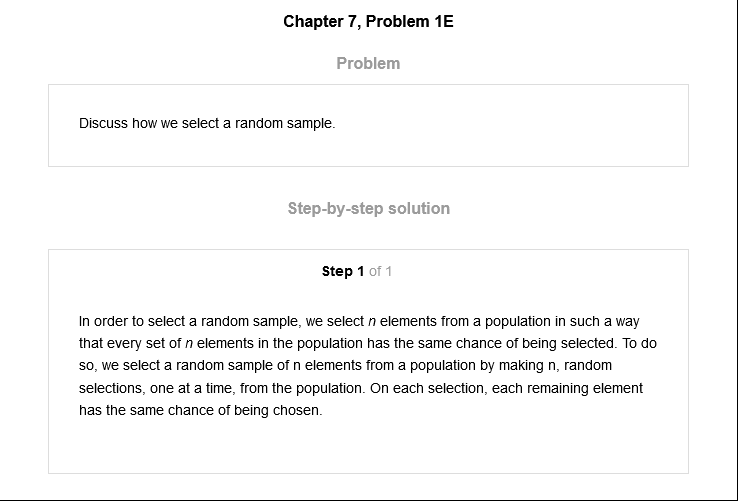 Chapter 7, Problem 1E
Problem
Discuss how we select a random sample.
Step-by-step solution
Step 1 of 1
In order to select a random sample, we select n elements from a population in such a way
that every set of n elements in the population has the same chance of being selected. To do
so, we select a random sample of n elements from a population by making n, random
selections, one at a time, from the population. On each selection, each remaining element
has the same chance of being chosen.